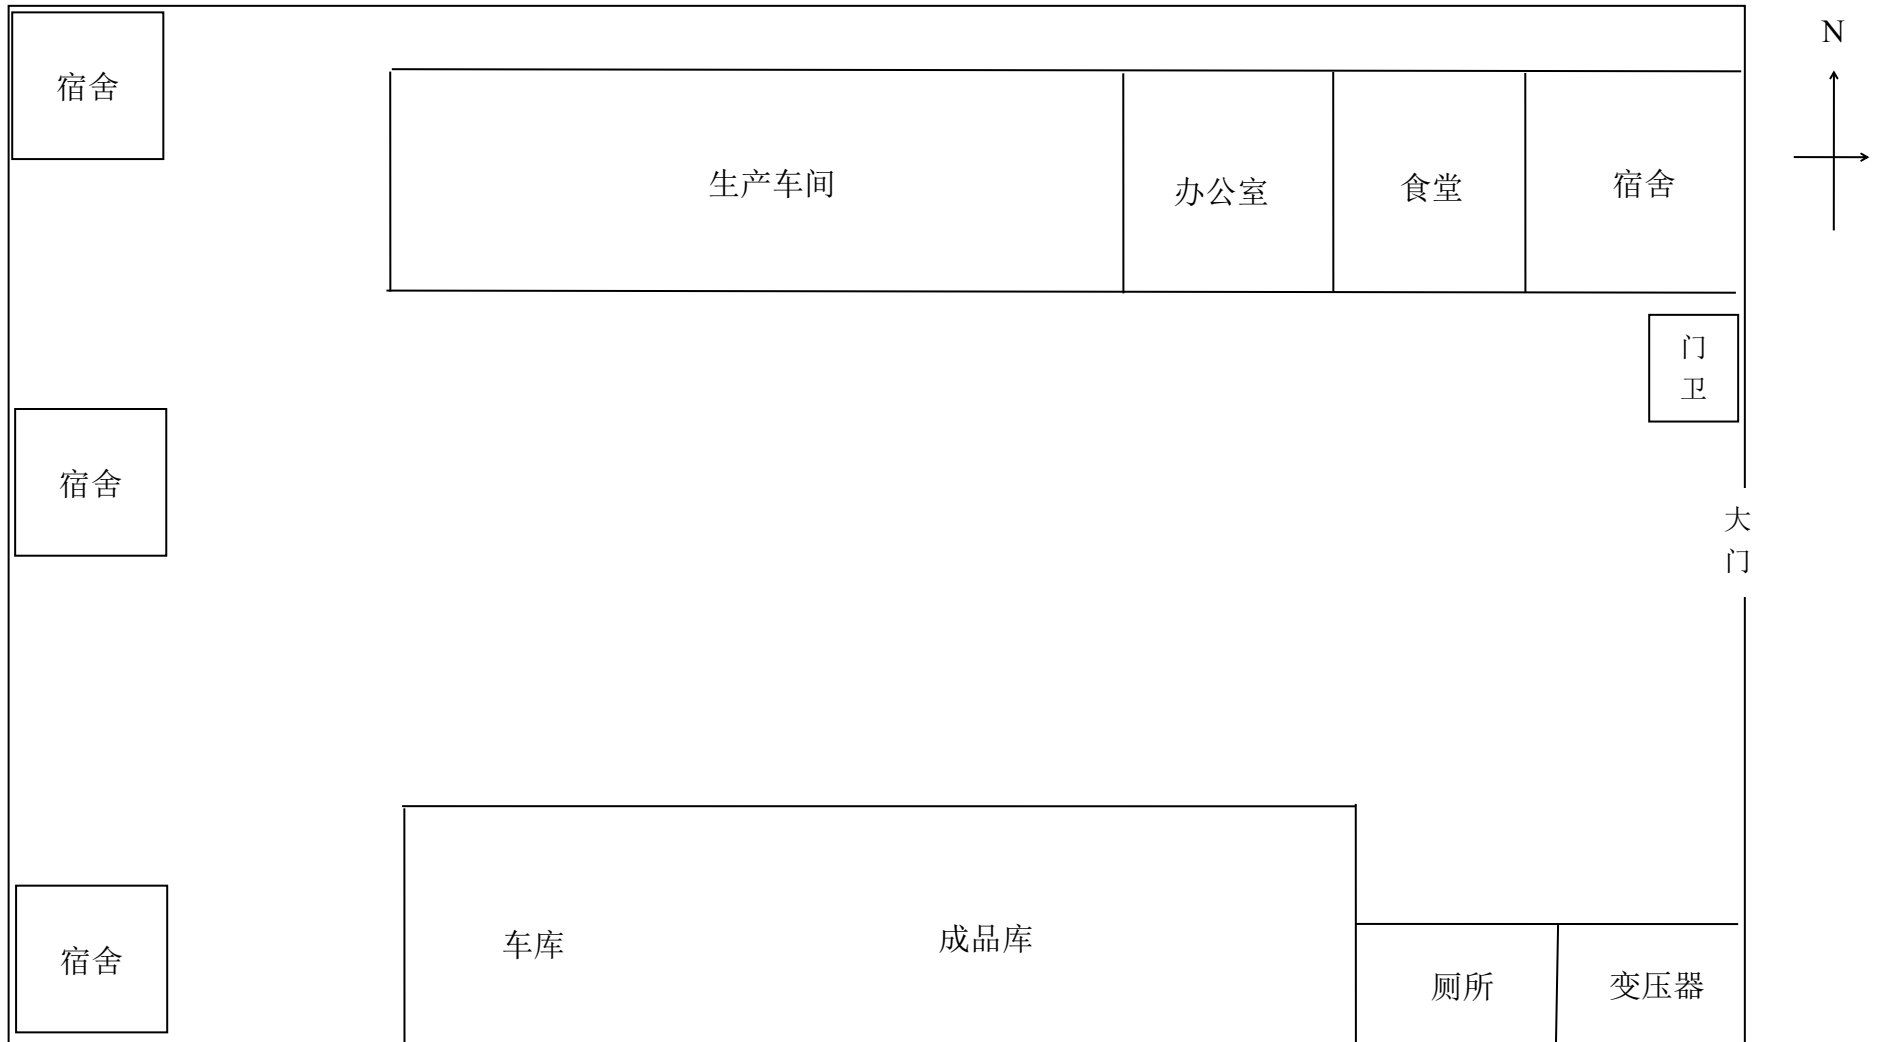 N
宿舍
生产车间
办公室
食堂
宿舍
门
卫
宿舍
大
门
车库
成品库
宿舍
厕所
变压器